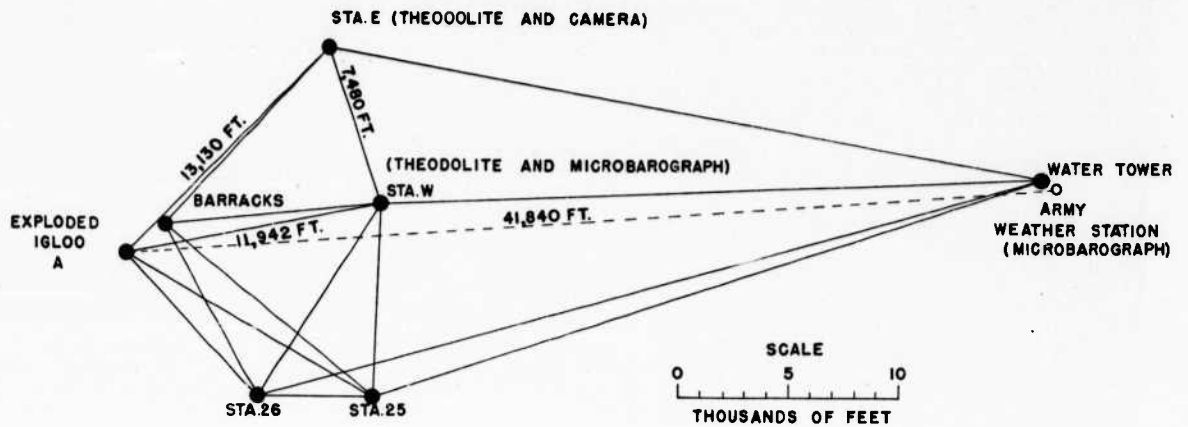 STA. E (THEOOOLITE AND CAMERA)
7,480 FT.
13,130 FT.
(THEODOLITE AND MICROBAROGRAPH)
WATER TOWER
BARRACKS
STA. W
EXPLODED
IGLOO
A
11,942 FT.
41,840 FT.
ARMY
WEATHER STATION
(MICROBAROGRAPH)
SCALE
0 5 10
THOUSANDS OF FEET
STA. 26
STA. 25